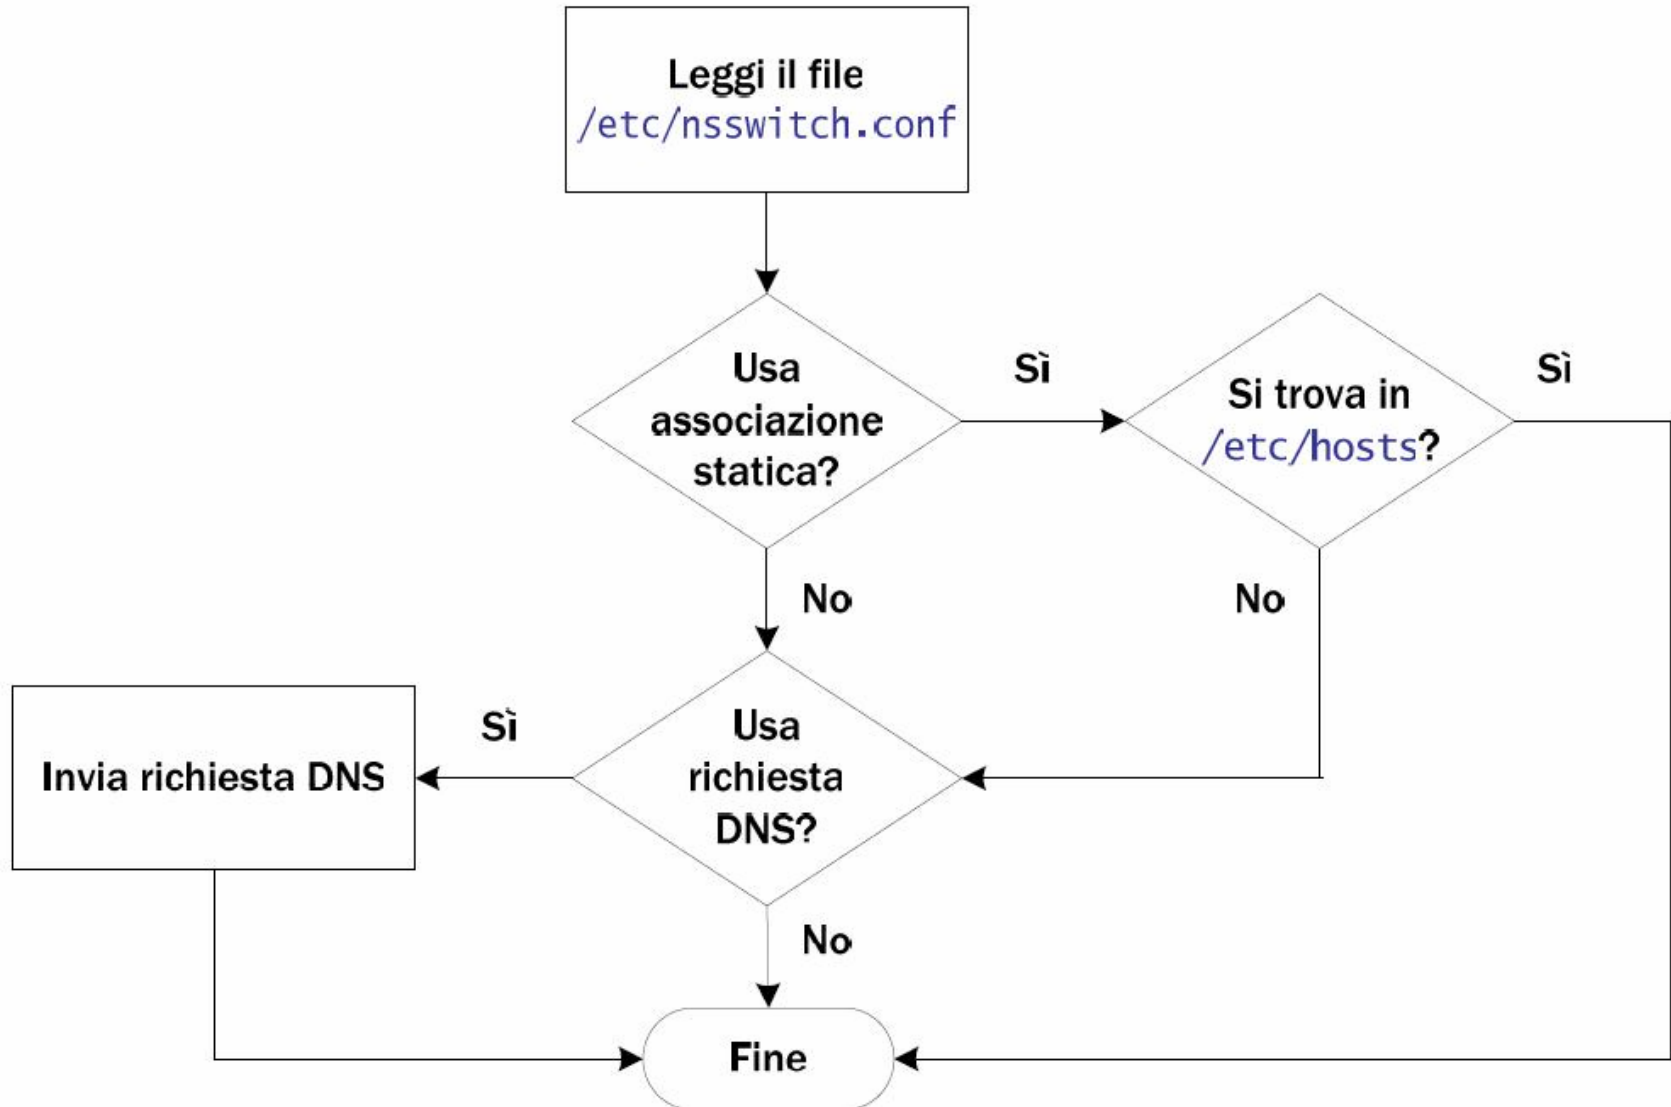 Leggi il file
/etc/nsswitch.conf
Usa
associazione
statica?
Sì
Si trova in
/etc/hosts?
Sì
No
No
Usa
richiesta
DNS?
Sì
Invia richiesta DNS
No
Fine